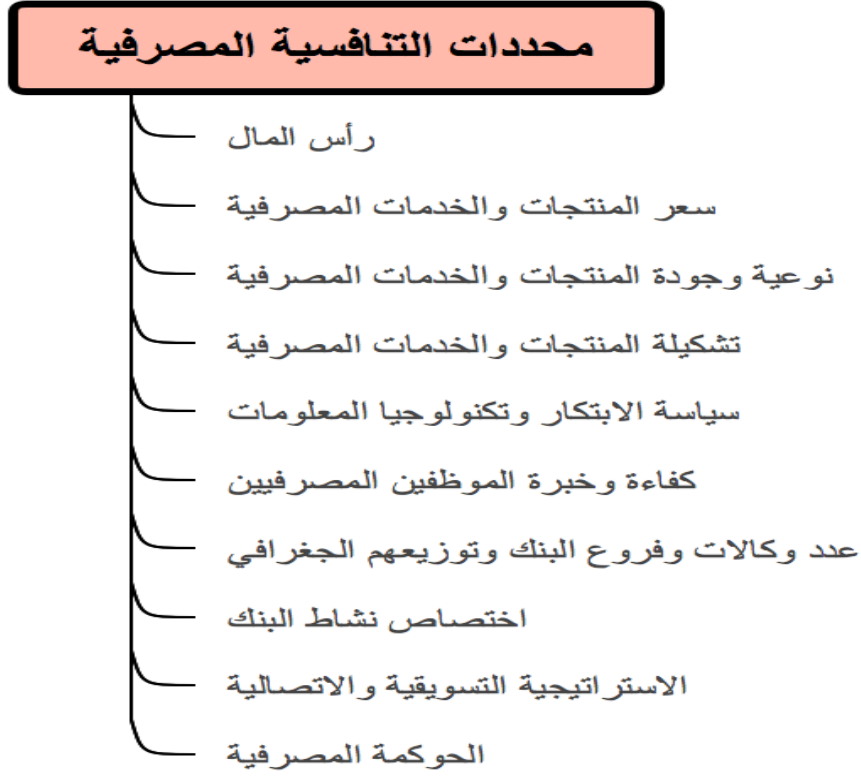 محددات التنافسية المصرفية
رأس المال
سعر المنتجات والخدمات المصرفية
نوعية وجودة المنتجات والخدمات المصرفية
تشكيلة المنتجات والخدمات المصرفية
سياسة الابتكار وتكنولوجيا المعلومات
كفاءة وخبرة الموظفين المصرفيين
عدد وكالات وفروع البنك وتوزيعهم الجغرافي
اختصاص نشاط البنك
الاستراتيجية التسويقية والاتصالية
الحوكمة المصرفية